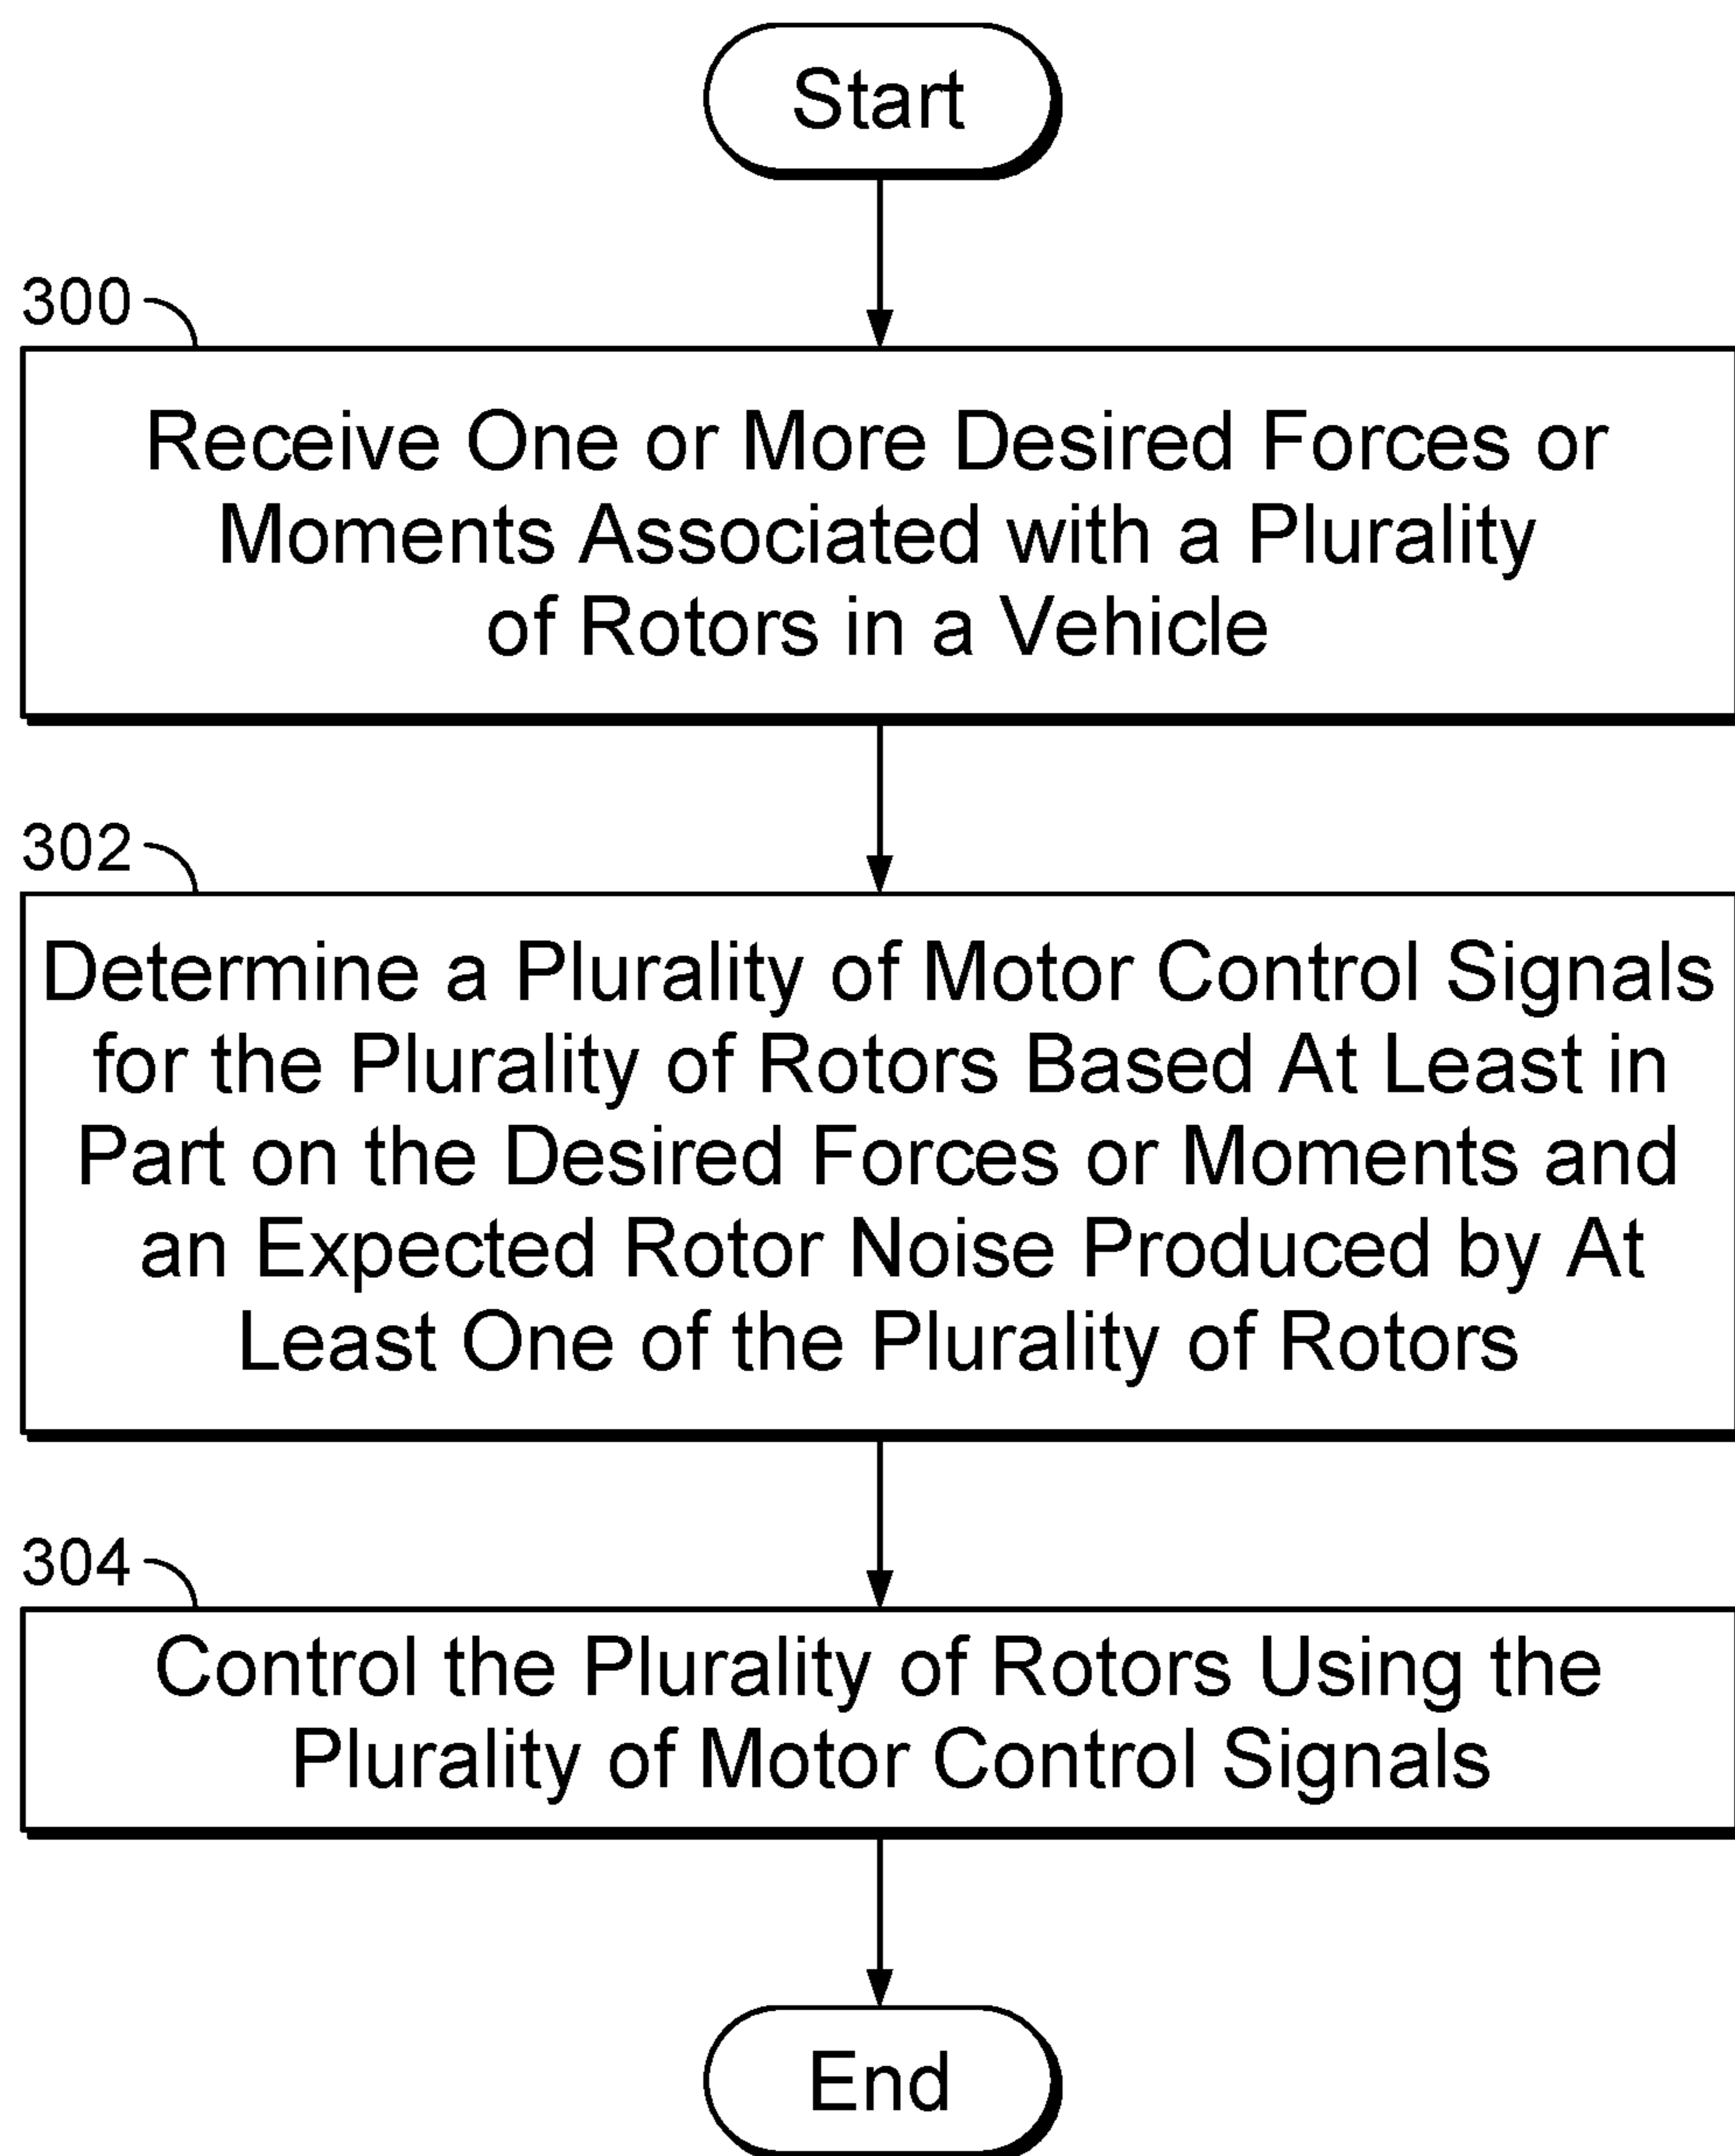 Start
300
Receive One or More Desired Forces or
Moments Associated with a Plurality
of Rotors in a Vehicle
302
Determine a Plurality of Motor Control Signals
for the Plurality of Rotors Based At Least in
Part on the Desired Forces or Moments and
an Expected Rotor Noise Produced by At
Least One of the Plurality of Rotors
304
Control the Plurality of Rotors Using the
Plurality of Motor Control Signals
End